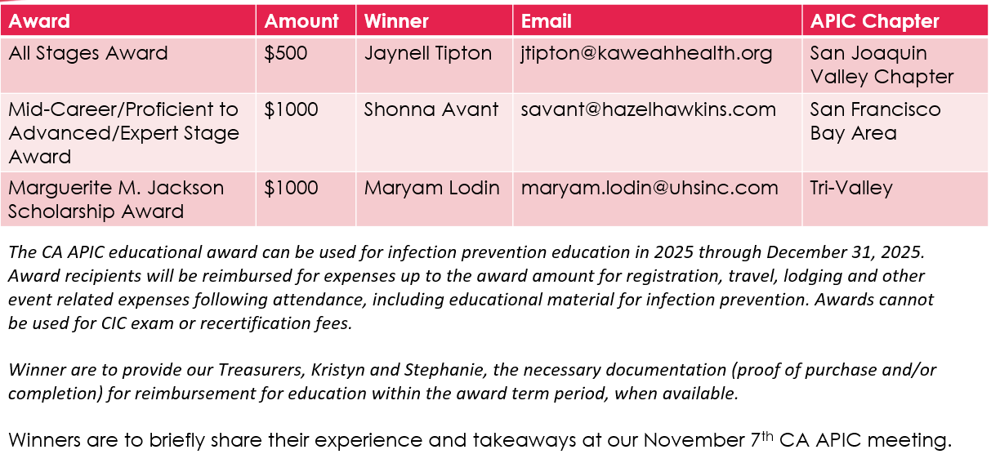 Award Amount Winner Email APIC Chapter
All Stages Award $500 Jaynell Tipton jtipton@kaweahhealth.org San Joaquin
Valley Chapter
Mid-Career/Proficient to $1000 Shonna Avant savant@hazelhawkins.com San Francisco
Advanced/Expert Stage Bay Area
Award
Marguerite M. Jackson $1000 Maryam Lodin maryam.lodin@uhsinc.com Tri-Valley
Scholarship Award
The CA APIC educational award can be used for infection prevention education in 2025 through December 31, 2025.
Award recipients will be reimbursed for expenses up to the award amount for registration, travel, lodging and other
event related expenses following attendance, including educational material for infection prevention. Awards cannot
be used for CIC exam or recertification fees.
Winner are to provide our Treasurers, Kristyn and Stephanie, the necessary documentation (proof of purchase and/or
completion) for reimbursement for education within the award term period, when available.
Winners are to briefly share their experience and takeaways at our November 7th CA APIC meeting.